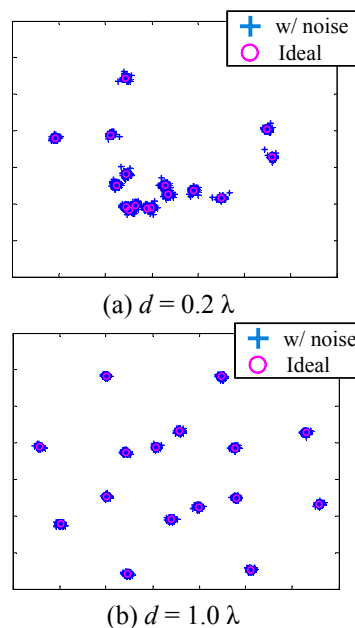 w/ noise
Ideal
(a) d = 0.2 λ
w/ noise
Ideal
(b) d = 1.0 λ